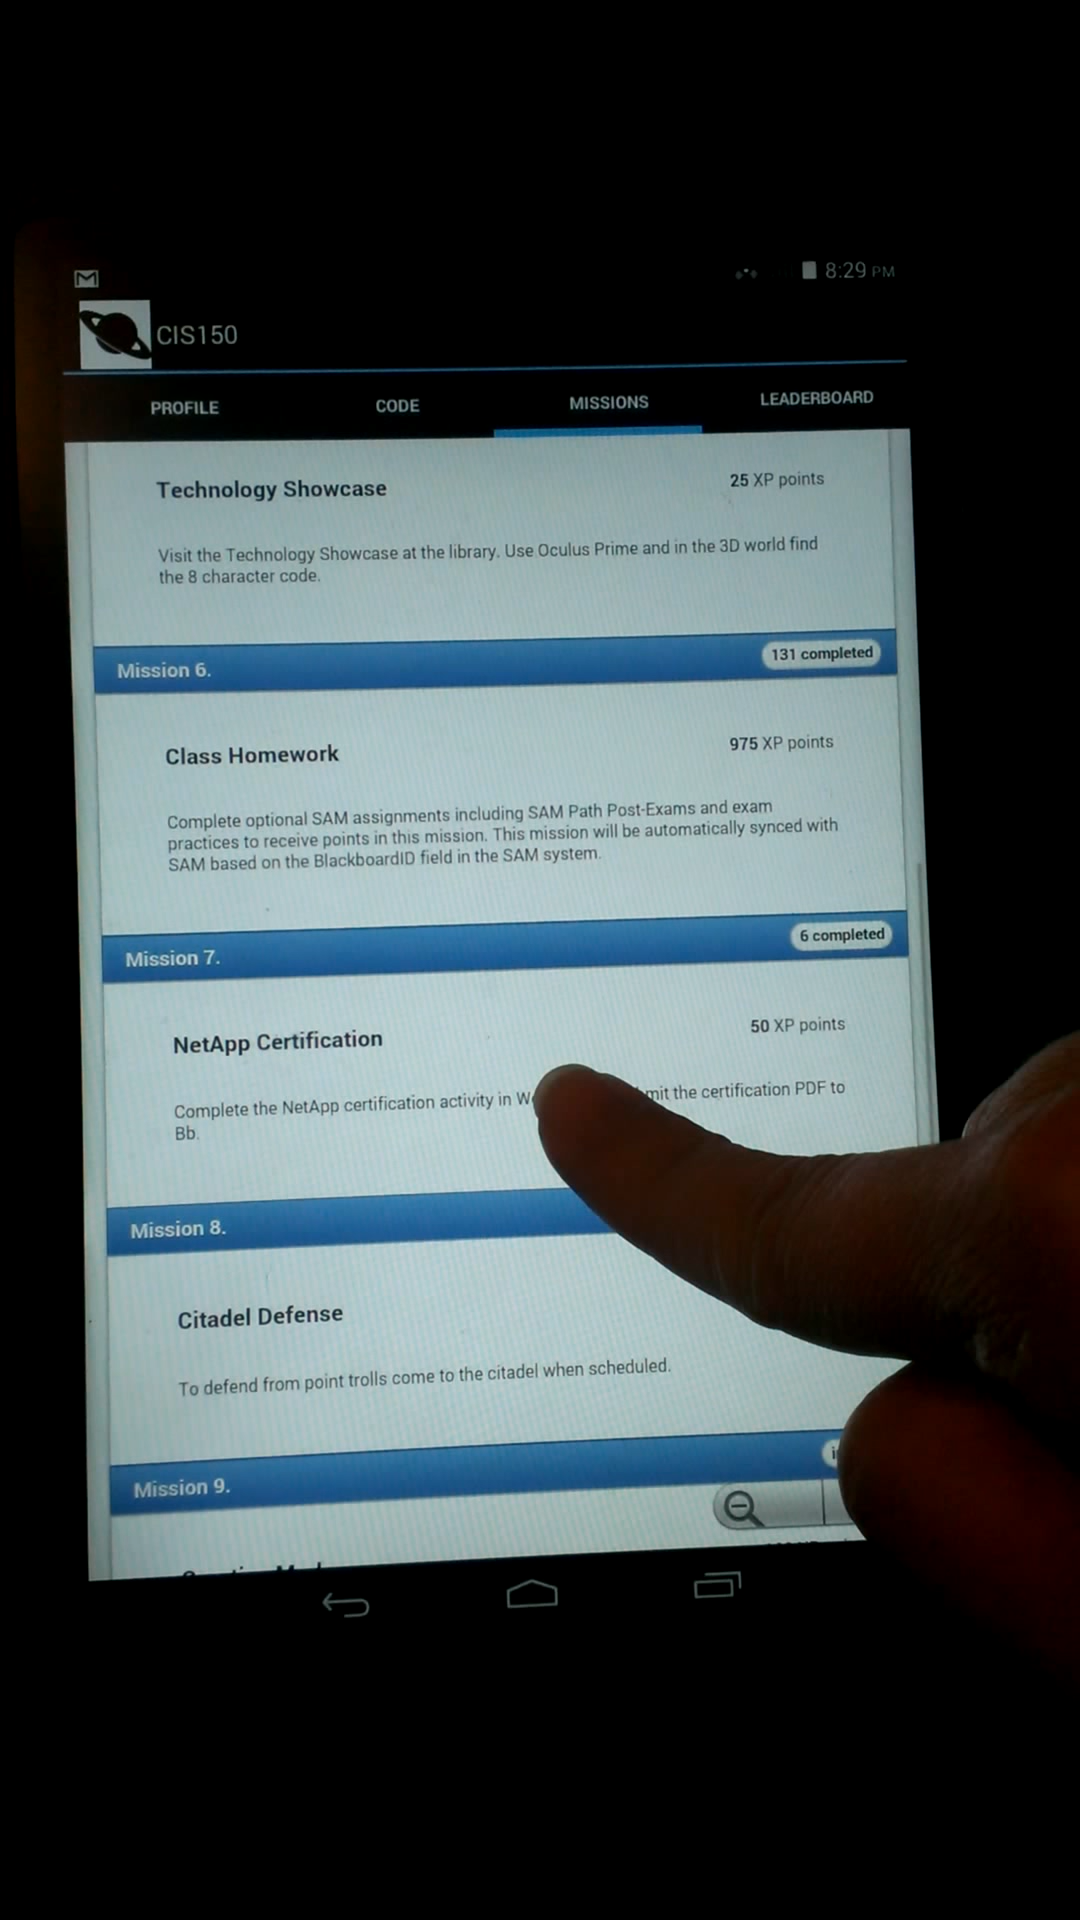 8:29 PM
CIS150
PROFILE CODE MISSIONS LEADERBOARD
Technology Showcase 25 XP points
Visit the Technology Showcase at the library. Use Oculus Prime and in the 3D world find
the 8 character code.
Mission 6. 131 completed
Class Homework 975 XP points
Complete optional SAM assignments including SAM Path Post-Exams and exam
practices to receive points in this mission. This mission will be automatically synced with
SAM based on the BlackboardID field in the SAM system.
Mission 7. 6 completed
NetApp Certification 50 XP points
Complete the NetApp certification activity in the certification PDF to
Bb.
Mission 8.
Citadel Defense
To defend from point trolls come to the citadel when scheduled.
Mission 9.